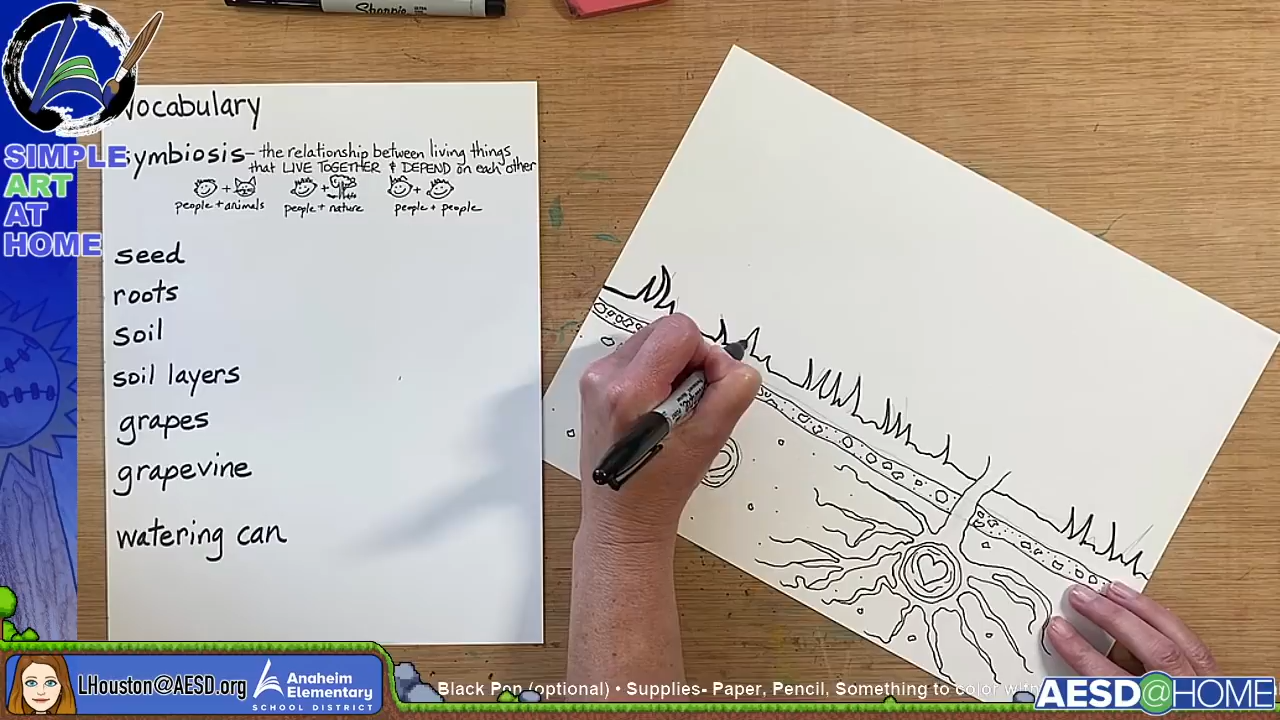 Sharpie
Vocabulary
Symbiosis - the relationship between living things
that LIVE TOGETHER & DEPEND on each other
people + animals people + nature people + people
seed
roots
soil
soil layers
grapes
grapevine
watering can
SIMPLE
ART
AT
HOME
LHouston@AESD.org
Anaheim
Elementary
SCHOOL DISTRICT
Black Pen (optional) • Supplies- Paper, Pencil, Something to color with
AESD@HOME